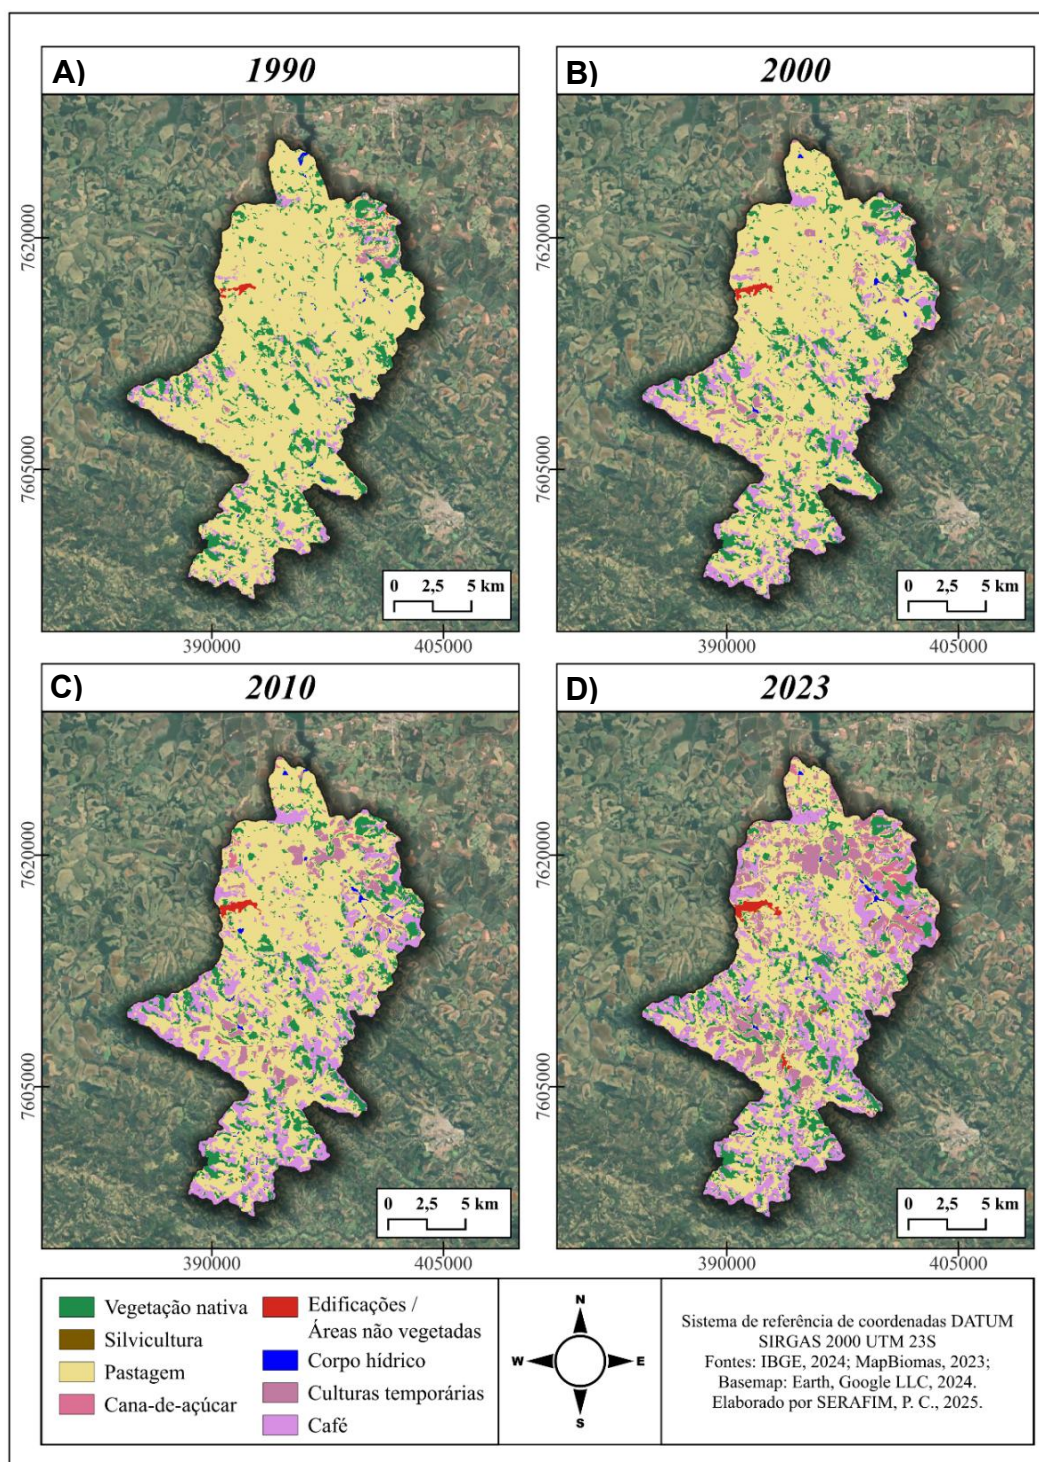 A) 1990
B) 2000
7620000
7605000
7620000
7605000
0 2,5 5 km
0 2,5 5 km
390000
405000
390000
405000
C) 2010
D) 2023
7620000
7605000
7620000
7605000
0 2,5 5 km
0 2,5 5 km
390000
405000
390000
405000
Vegetação nativa
Silvicultura
Pastagem
Cana-de-açúcar
Edificações /
Áreas não vegetadas
Corpo hídrico
Culturas temporárias
Café
N
W
E
S
Sistema de referência de coordenadas DATUM
SIRGAS 2000 UTM 23S
Fontes: IBGE, 2024; MapBiomas, 2023;
Basemap: Earth, Google LLC, 2024.
Elaborado por SERAFIM, P. C., 2025.